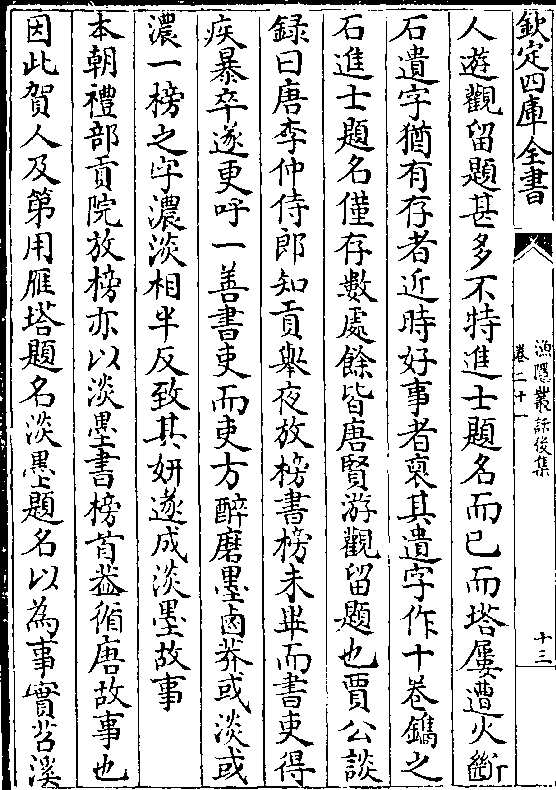 欽定四庫全書
漁隱叢話後集
卷二十一
十三
人遊觀留題甚多不特進士題名而已而塔屢遭火斷
石遺字猶有存者近時好事者裒其遺字作十卷鐫之
石進士題名僅存數處餘皆唐賢游觀留題也賈公談
録曰唐李仲侍郎知貢舉夜放榜書榜未畢而書吏得
疾暴卒遂更呼一善書吏而吏方醉磨墨鹵莽或淡或
濃一榜之字濃淡相半反致其妍遂成淡墨故事
本朝禮部貢院放榜亦以淡墨書榜首葢循唐故事也
因此賀人及第用雁塔題名淡墨題名以為事實苕溪